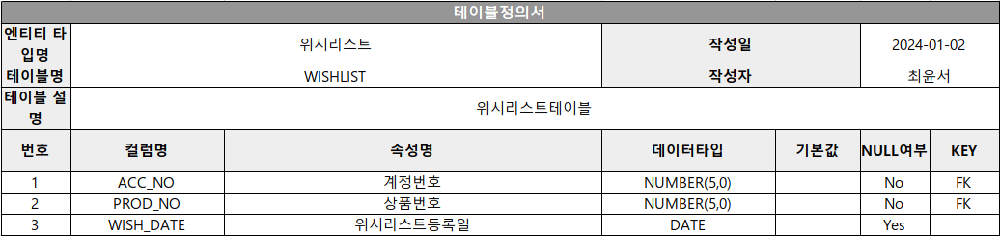 테이블정의서
엔티티 타입명 위시리스트 작성일 2024-01-02
테이블명 WISHLIST 작성자 최윤서
테이블 설명 위시리스트테이블
번호 컬럼명 속성명 데이터타입 기본값 NULL여부 KEY
1 ACC_NO 계정번호 NUMBER(5,0) No FK
2 PROD_NO 상품번호 NUMBER(5,0) No FK
3 WISH_DATE 위시리스트등록일 DATE Yes